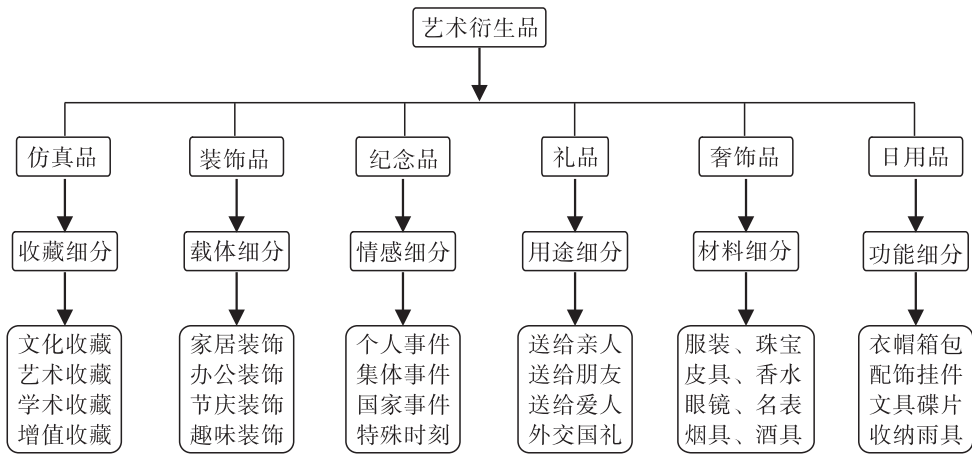 艺术衍生品
仿真品
装饰品
纪念品
礼品
奢饰品
日用品
收藏细分
载体细分
情感细分
用途细分
材料细分
功能细分
文化收藏
艺术收藏
学术收藏
增值收藏
家居装饰
办公装饰
节庆装饰
趣味装饰
个人事件
集体事件
国家事件
特殊时刻
送给亲人
送给朋友
送给爱人
外交国礼
服装、珠宝
皮具、香水
眼镜、名表
烟具、酒具
衣帽箱包
配饰挂件
文具碟片
收纳雨具